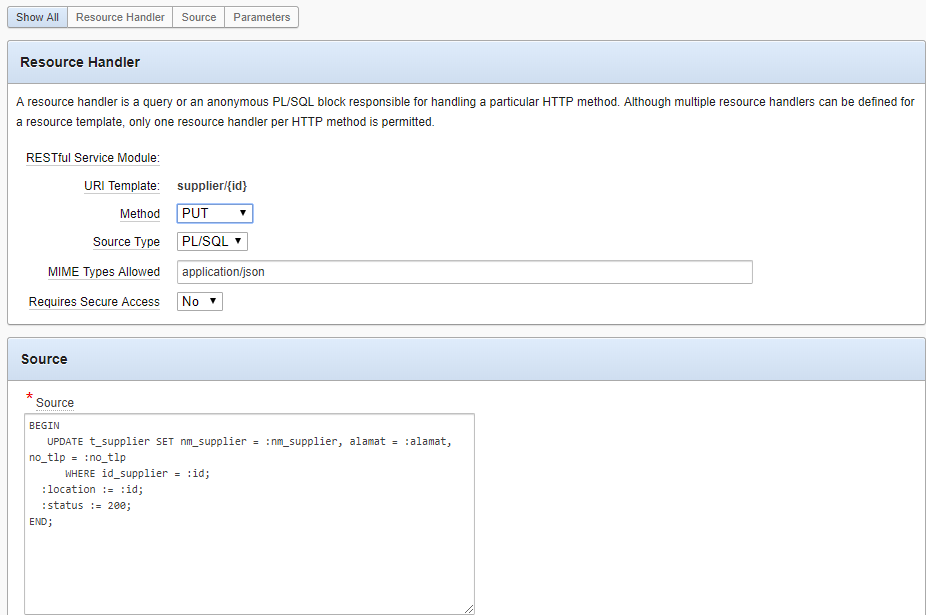 Show All Resource Handler Source Parameters
Resource Handler
A resource handler is a query or an anonymous PL/SQL block responsible for handling a particular HTTP method. Although multiple resource handlers can be defined for
a resource template, only one resource handler per HTTP method is permitted.
RESTful Service Module:
URI Template: supplier/{id}
Method PUT
Source Type PL/SQL
MIME Types Allowed application/json
Requires Secure Access No
Source
* Source
BEGIN
UPDATE t_supplier SET nm_supplier = :nm_supplier, alamat = :alamat,
no_tlp = :no_tlp
WHERE id_supplier = :id;
:location := :id;
:status := 200;
END;